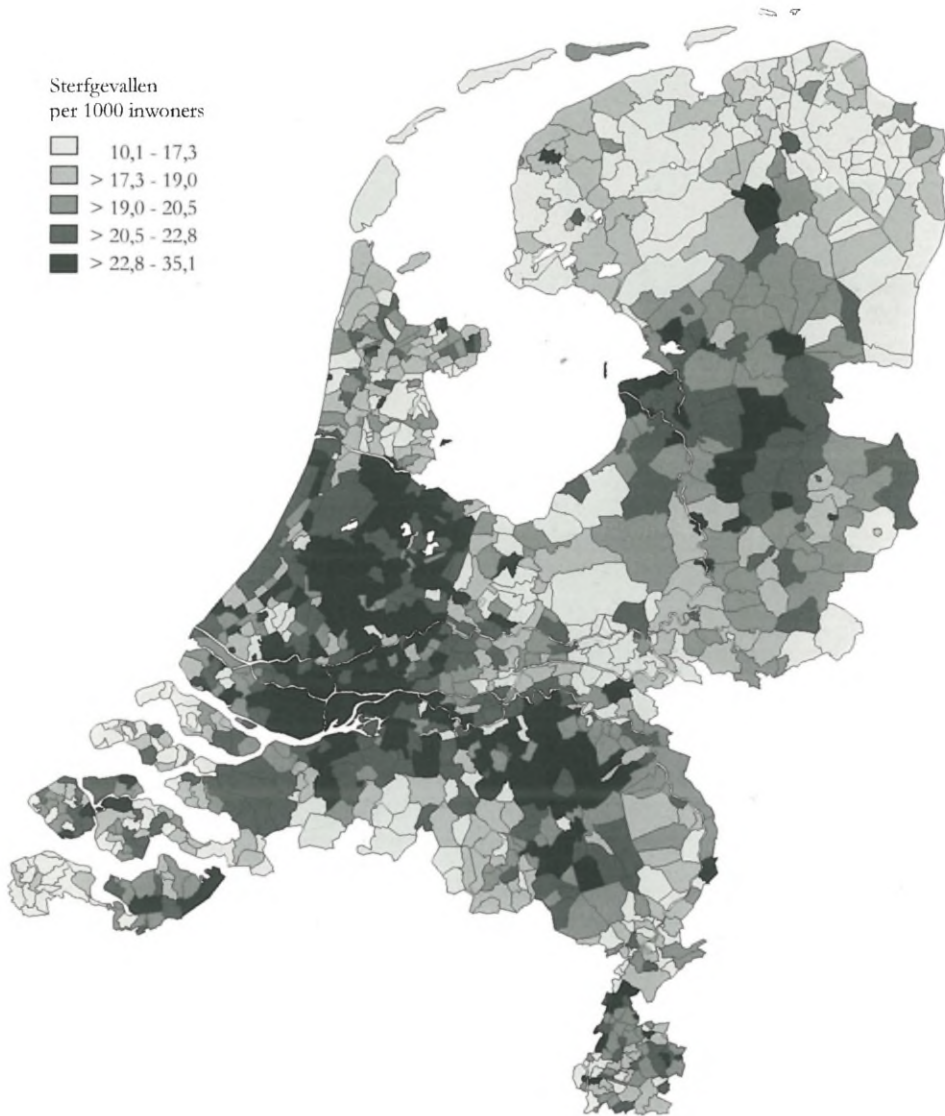 Sterfgevallen
per 1000 inwoners
10,1 - 17,3
> 17,3 - 19,0
> 19,0 - 20,5
> 20,5 - 22,8
> 22,8 - 35,1